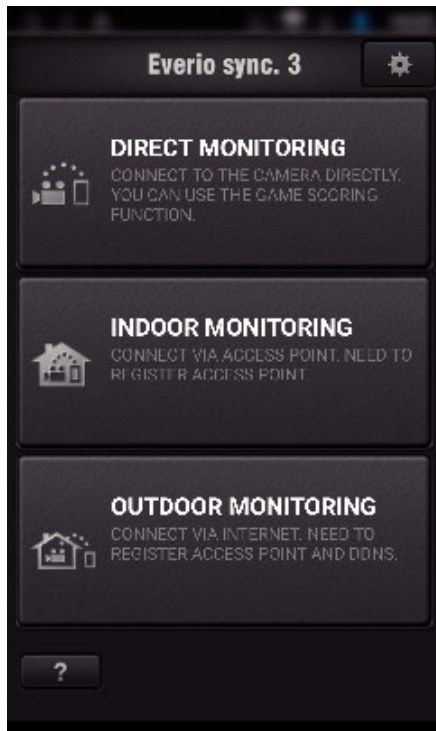 Everio sync. 3
DIRECT MONITORING
CONNECT TO THE CAMERA DIRECTLY.
YOU CAN USE THE GAME SCORING
FUNCTION.
INDOOR MONITORING
CONNECT VIA ACCESS POINT. NEED TO
REGISTER ACCESS POINT.
OUTDOOR MONITORING
CONNECT VIA INTERNET. NEED TO
REGISTER ACCESS POINT AND DDNS.
?